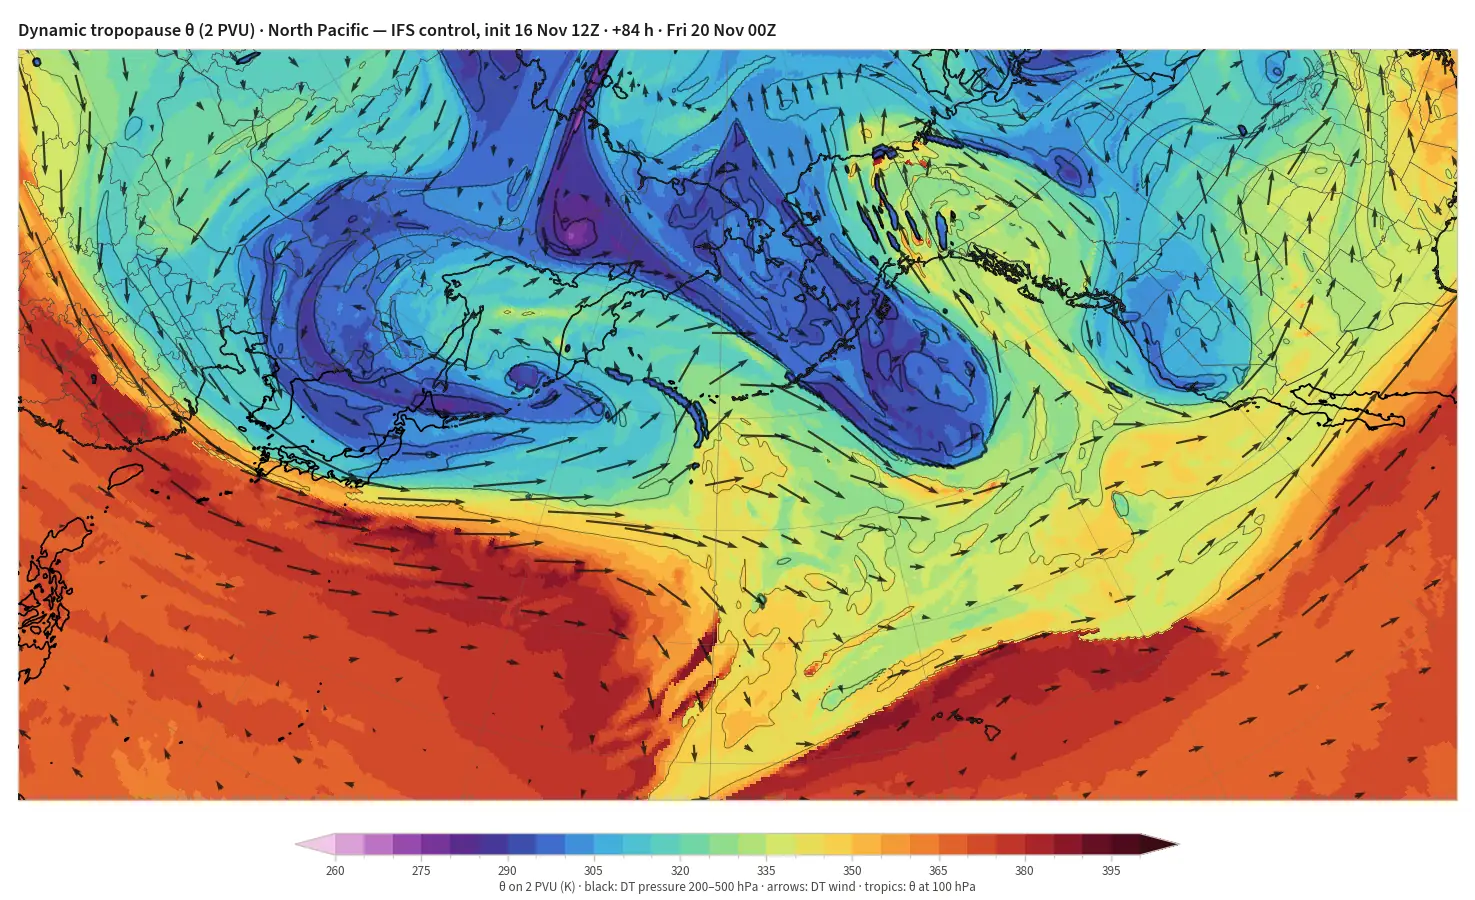 Dynamic tropopause θ (2 PVU) · North Pacific — IFS control, init 16 Nov 12Z · +84 h · Fri 20 Nov 00Z
260 275 290 305 320 335 350 365 380 395
θ on 2 PVU (K) · black: DT pressure 200–500 hPa · arrows: DT wind · tropics: θ at 100 hPa